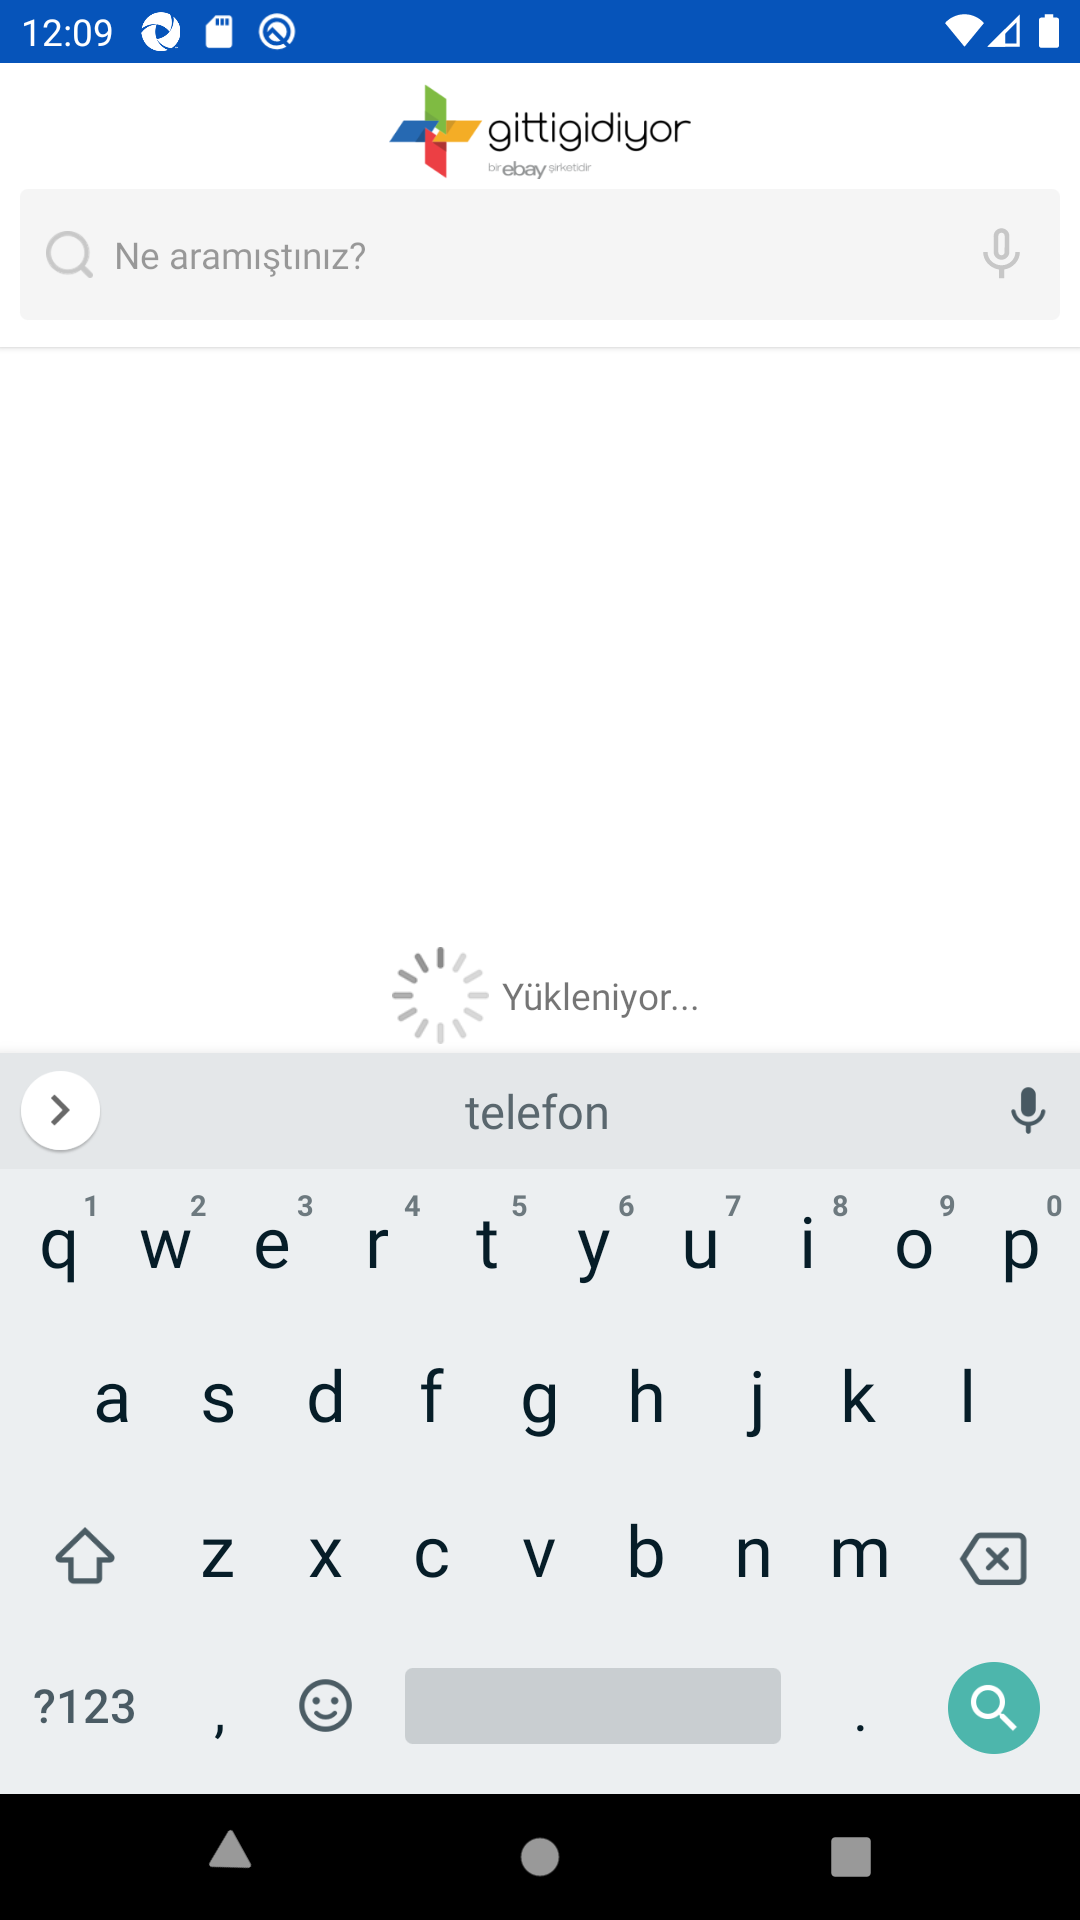 12:09
gittigidiyor
bir ebay şirketidir
Ne aramıştınız?
Yükleniyor...
telefon
1 2 3 4 5 6 7 8 9 0
q w e r t y u i o p
a s d f g h j k l
z x c v b n m
?123 , .